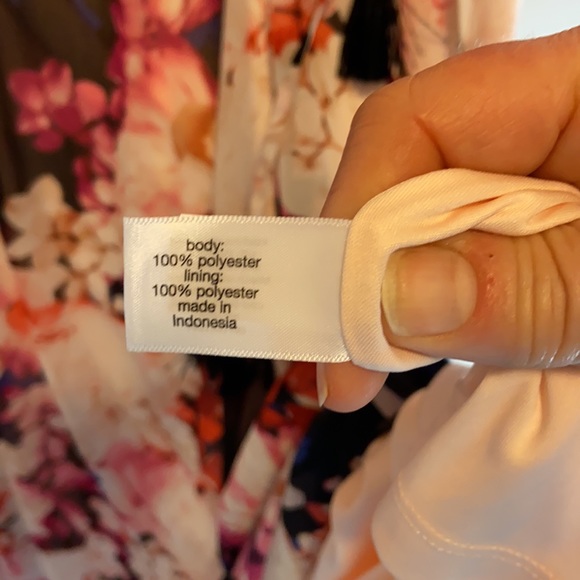 body:
100% polyester
lining:
100% polyester
made in
Indonesia